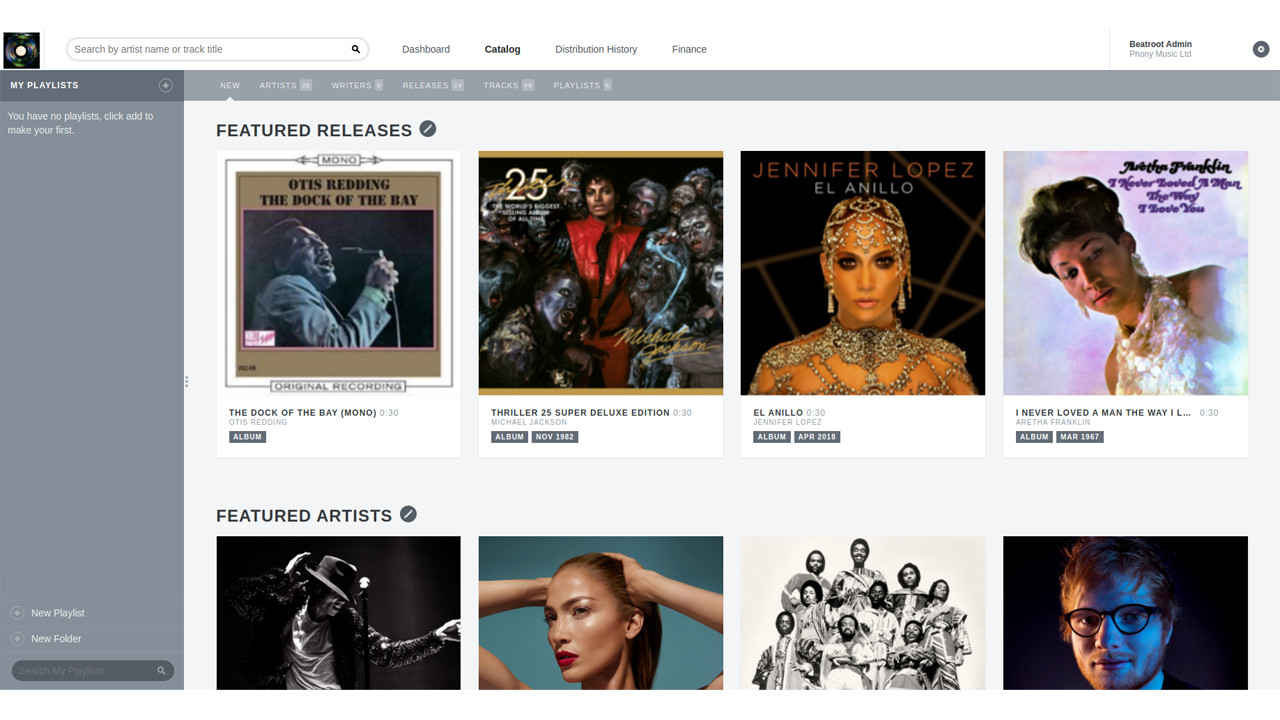 Search by artist name or track title
Dashboard
Catalog
Distribution History
Finance
Beatroot Admin
Phony Music Ltd
MY PLAYLISTS
NEW
ARTISTS
WRITERS
RELEASES 24
TRACKS 44
PLAYLISTS
You have no playlists, click add to
make your first.
FEATURED RELEASES
MONO
OTIS REDDING
THE DOCK OF THE BAY
ORIGINAL RECORDING
Thriller
25
THE WORLD'S BIGGEST
SELLING ALBUM
OF ALL TIME
Michael
Jackson
JENNIFER LOPEZ
EL ANILLO
Aretha Franklin
I Never Loved A Man
The Way
I Love You
THE DOCK OF THE BAY (MONO) 0:30
OTIS REDDING
ALBUM
THRILLER 25 SUPER DELUXE EDITION 0:30
MICHAEL JACKSON
ALBUM NOV 1982
EL ANILLO 0:30
JENNIFER LOPEZ
ALBUM APR 2018
I NEVER LOVED A MAN THE WAY I L... 0:30
ARETHA FRANKLIN
ALBUM MAR 1967
FEATURED ARTISTS
New Playlist
New Folder
Search My Playlists